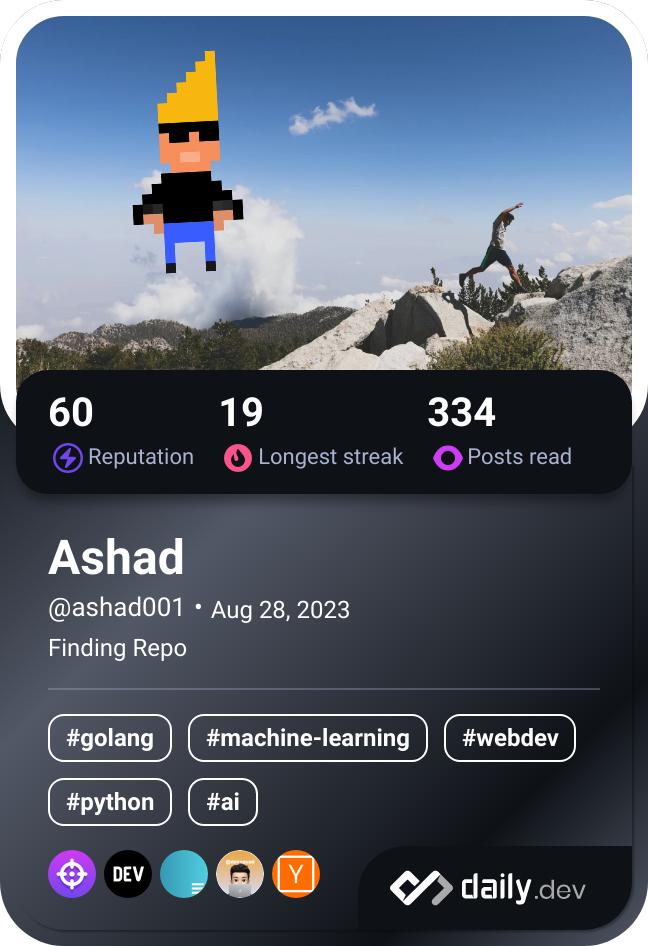 60 19 334
Reputation Longest streak Posts read
Ashad
@ashad001 • Aug 28, 2023
Finding Repo
#golang #machine-learning #webdev
#python #ai
DEV Y
daily.dev